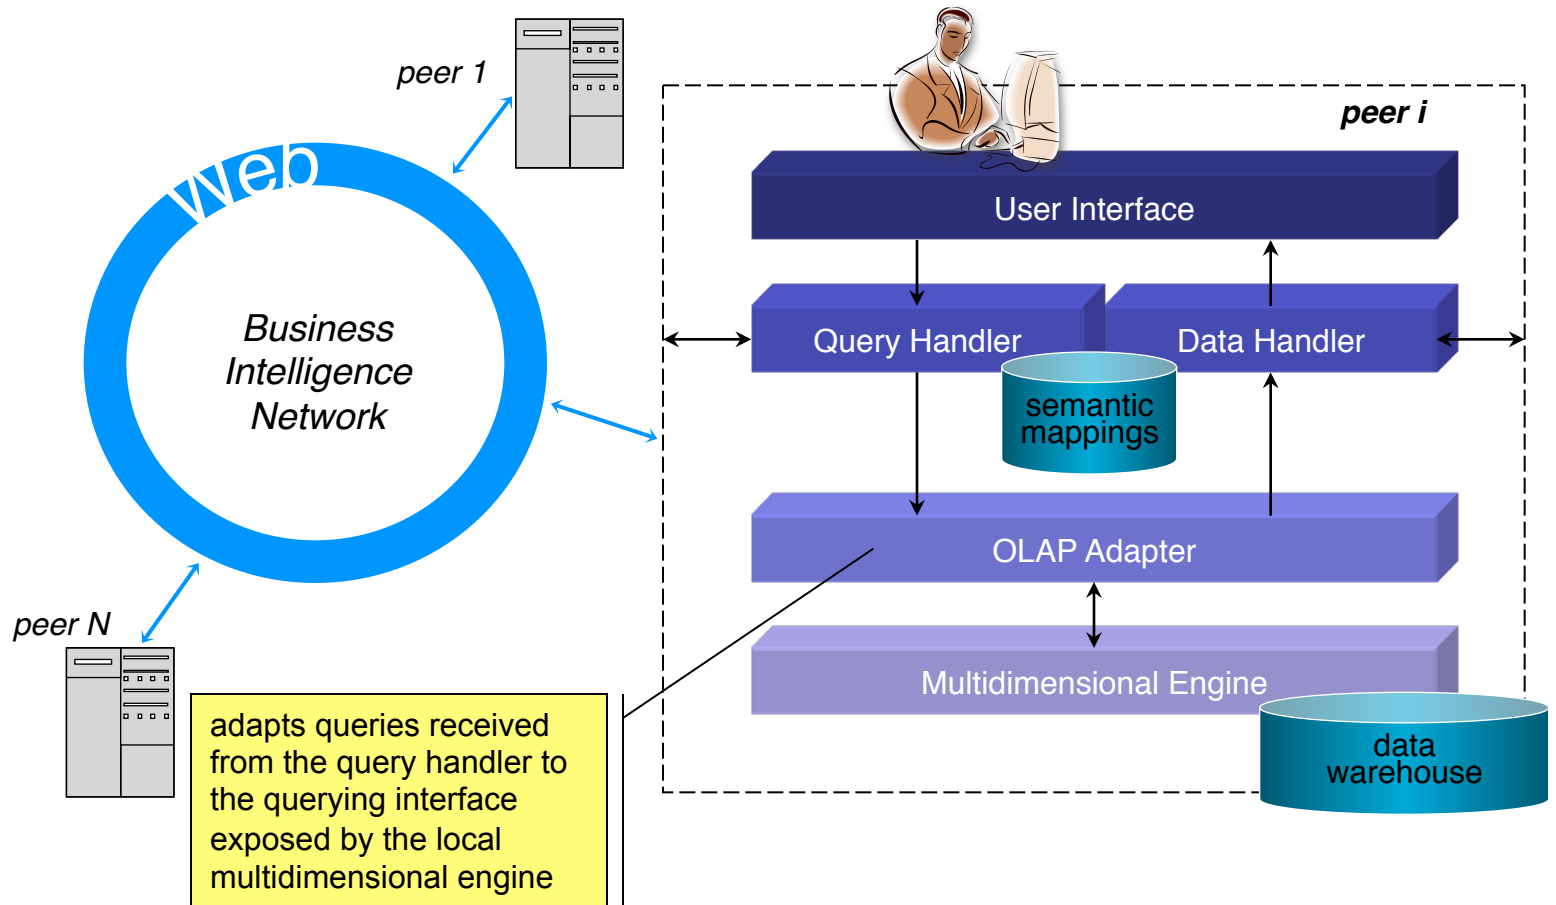 peer 1
peer i
Web
User Interface
Business
Intelligence
Network
Query Handler
Data Handler
semantic
mappings
OLAP Adapter
peer N
Multidimensional Engine
adapts queries received
from the query handler to
the querying interface
exposed by the local
multidimensional engine
data
warehouse